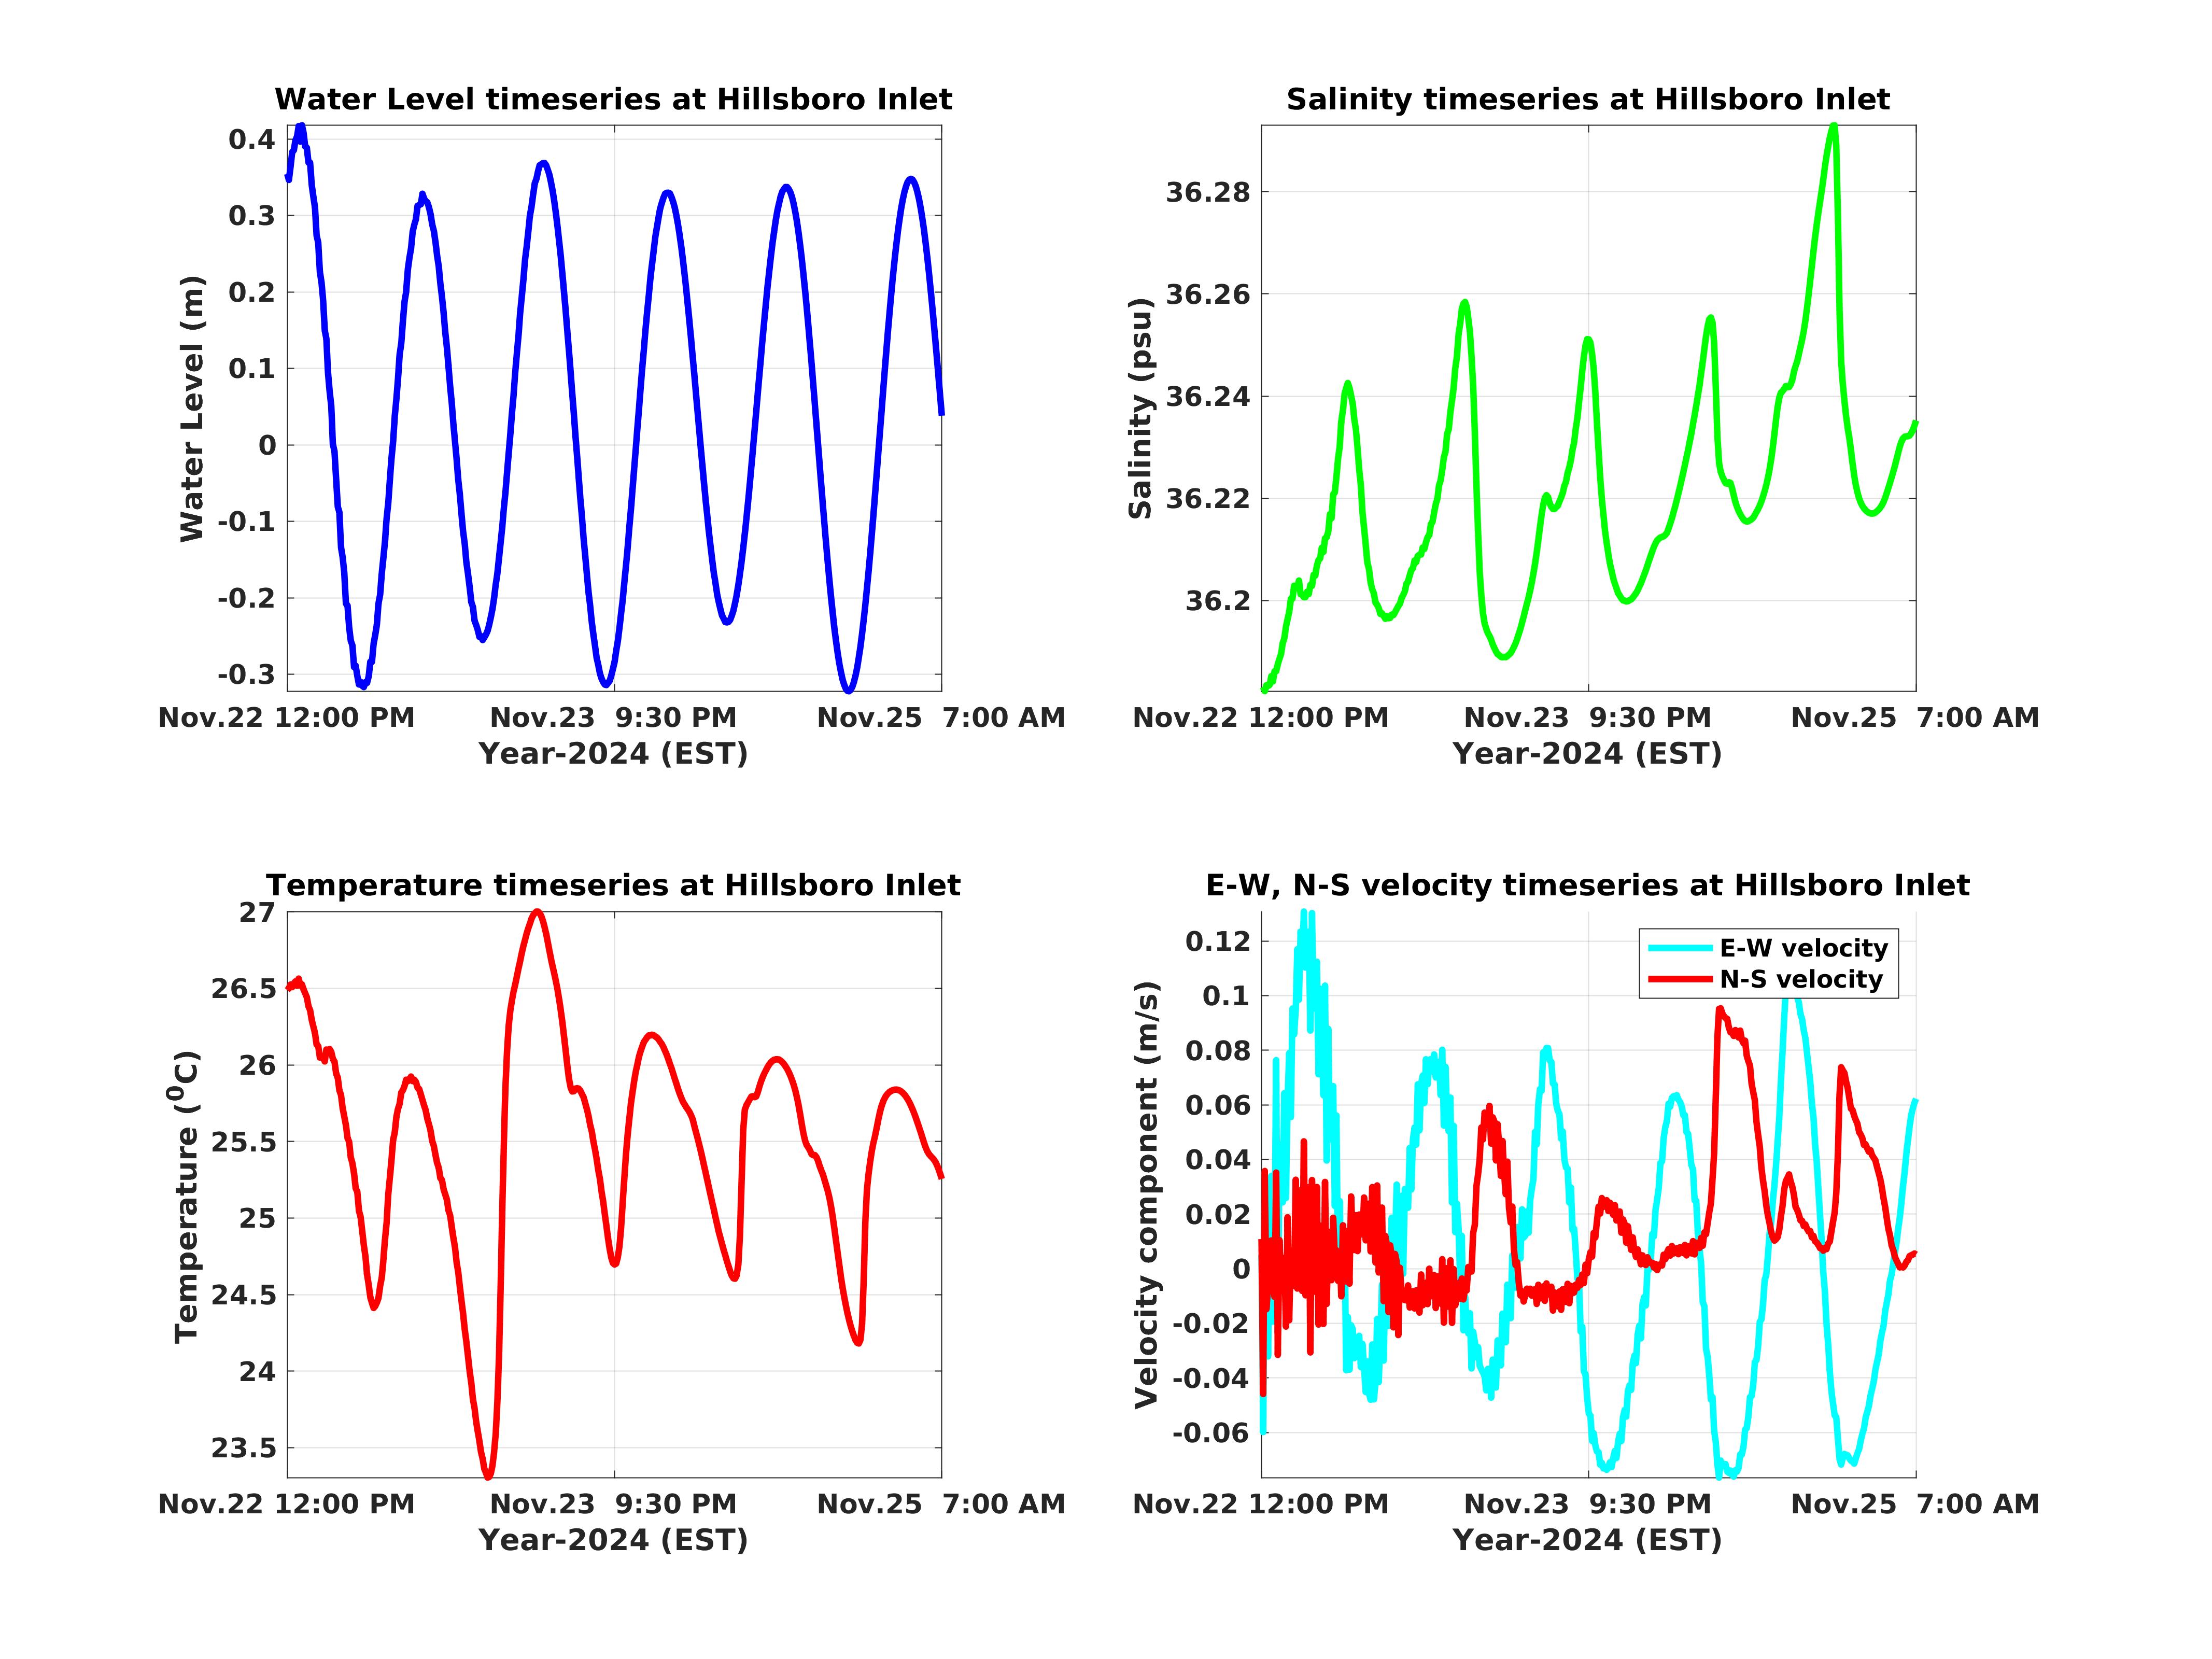 Water Level timeseries at Hillsboro Inlet
0.4
0.3
0.2
0.1
0
-0.1
-0.2
-0.3
Water Level (m)
Nov.22 12:00 PM Nov.23 9:30 PM Nov.25 7:00 AM
Year-2024 (EST)
Salinity timeseries at Hillsboro Inlet
36.28
36.26
36.24
36.22
36.2
Salinity (psu)
Nov.22 12:00 PM Nov.23 9:30 PM Nov.25 7:00 AM
Year-2024 (EST)
Temperature timeseries at Hillsboro Inlet
27
26.5
26
25.5
25
24.5
24
23.5
Temperature (⁰C)
Nov.22 12:00 PM Nov.23 9:30 PM Nov.25 7:00 AM
Year-2024 (EST)
E-W, N-S velocity timeseries at Hillsboro Inlet
E-W velocity
N-S velocity
0.12
0.1
0.08
0.06
0.04
0.02
0
-0.02
-0.04
-0.06
Velocity component (m/s)
Nov.22 12:00 PM Nov.23 9:30 PM Nov.25 7:00 AM
Year-2024 (EST)